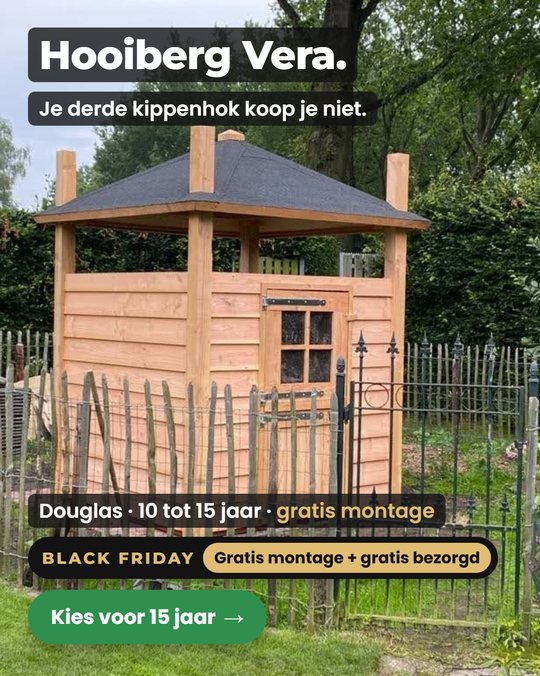 Hooiberg Vera.
Je derde kippenhok koop je niet.
Douglas · 10 tot 15 jaar · gratis montage
BLACK FRIDAY Gratis montage + gratis bezorgd
Kies voor 15 jaar →